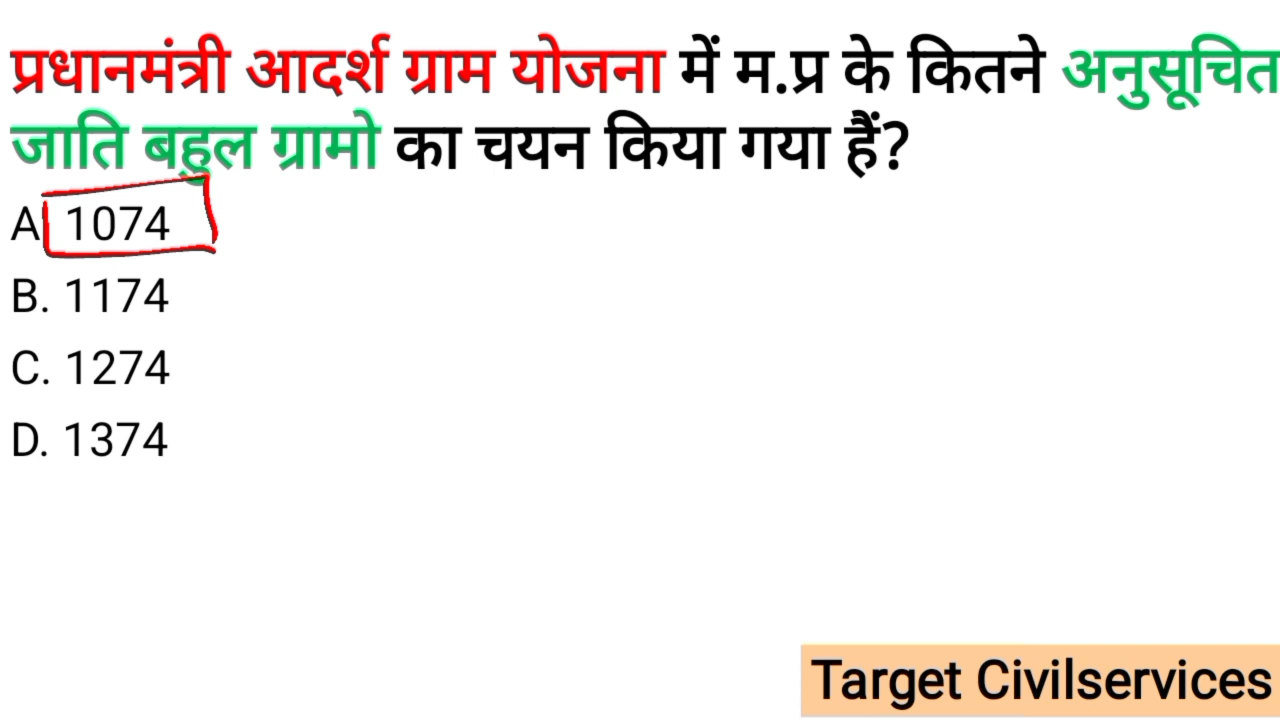 प्रधानमंत्री आदर्श ग्राम योजना में म.प्र के कितने अनुसूचित
जाति बहुल ग्रामो का चयन किया गया हैं?
A 1074
B. 1174
C. 1274
D. 1374
Target Civilservices